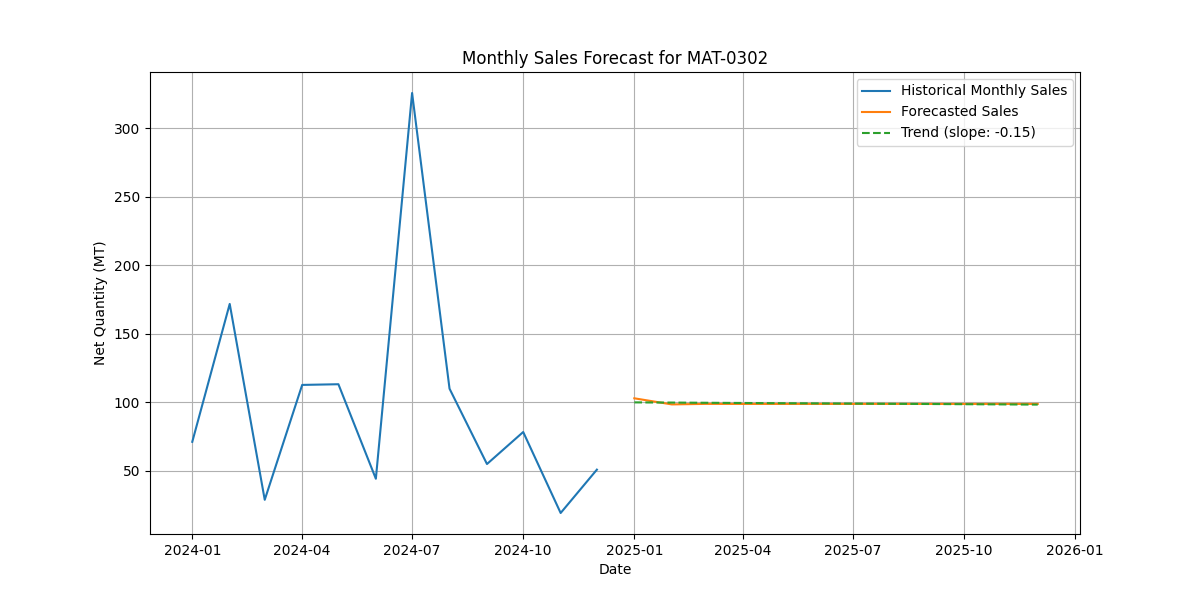 Monthly Sales Forecast for MAT-0302
Historical Monthly Sales
Forecasted Sales
Trend (slope: -0.15)
Net Quantity (MT)
300
250
200
150
100
50
2024-01 2024-04 2024-07 2024-10 2025-01 2025-04 2025-07 2025-10 2026-01
Date